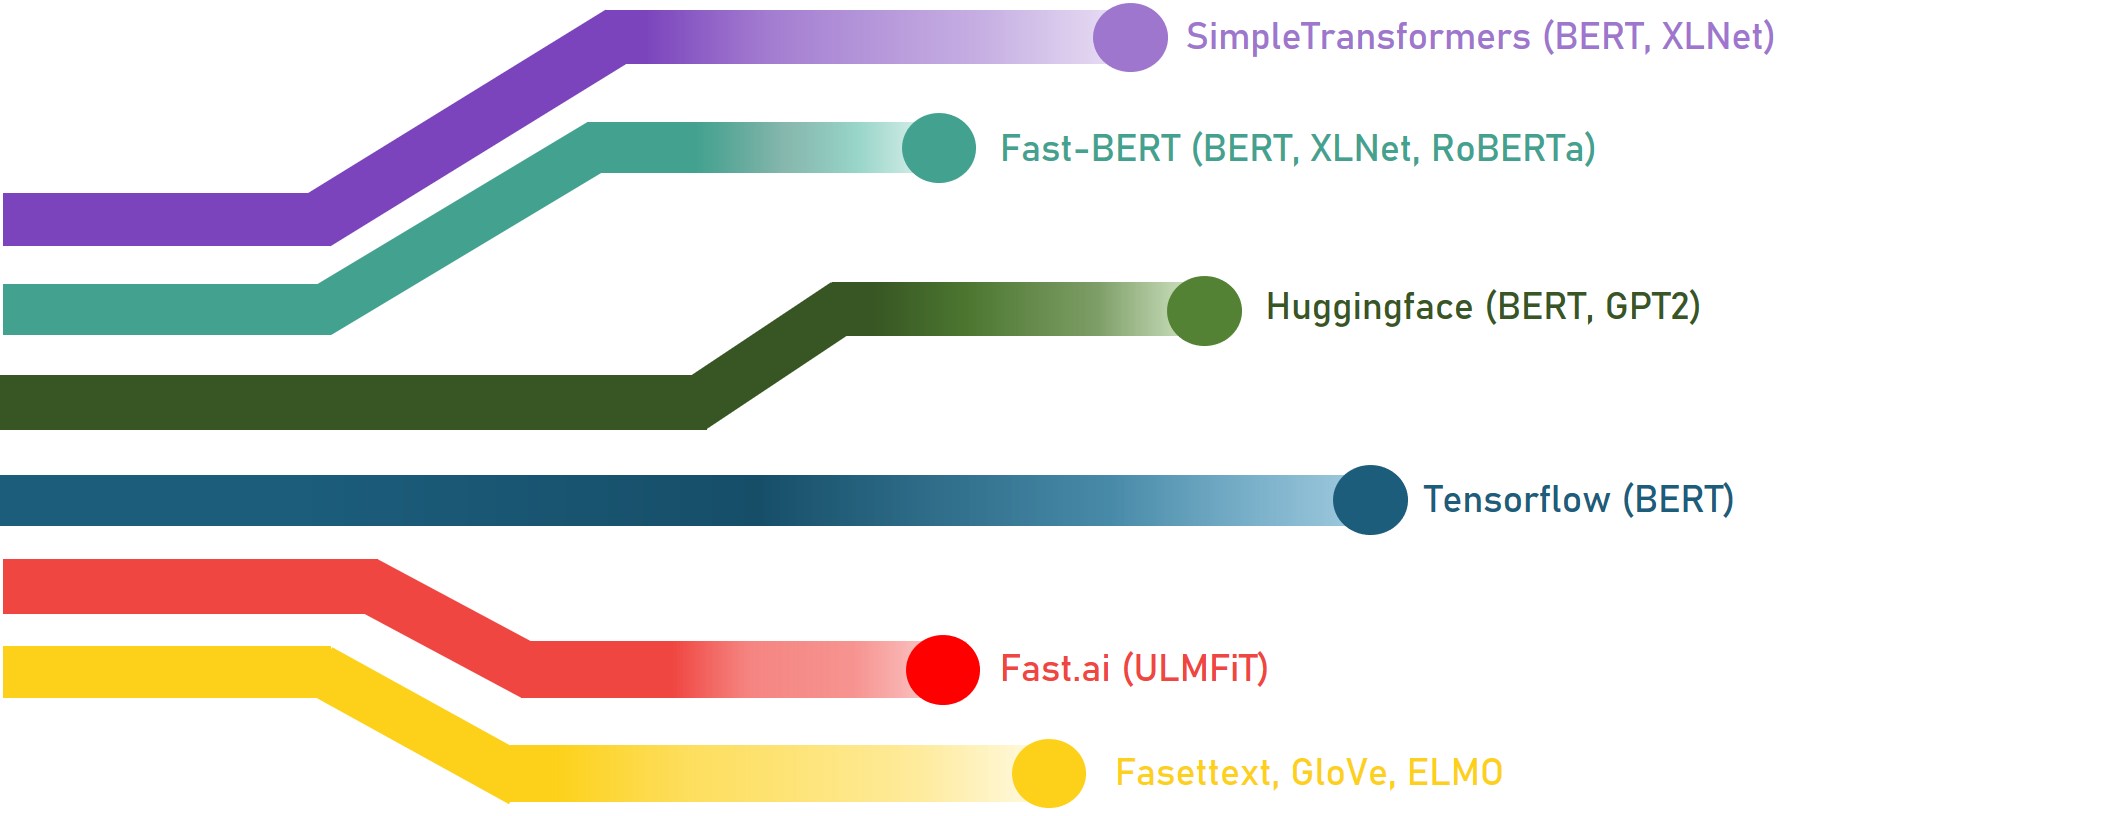 SimpleTransformers (BERT, XLNet)
Fast-BERT (BERT, XLNet, RoBERTa)
Huggingface (BERT, GPT2)
Tensorflow (BERT)
Fast.ai (ULMFiT)
Fasettext, GloVe, ELMO